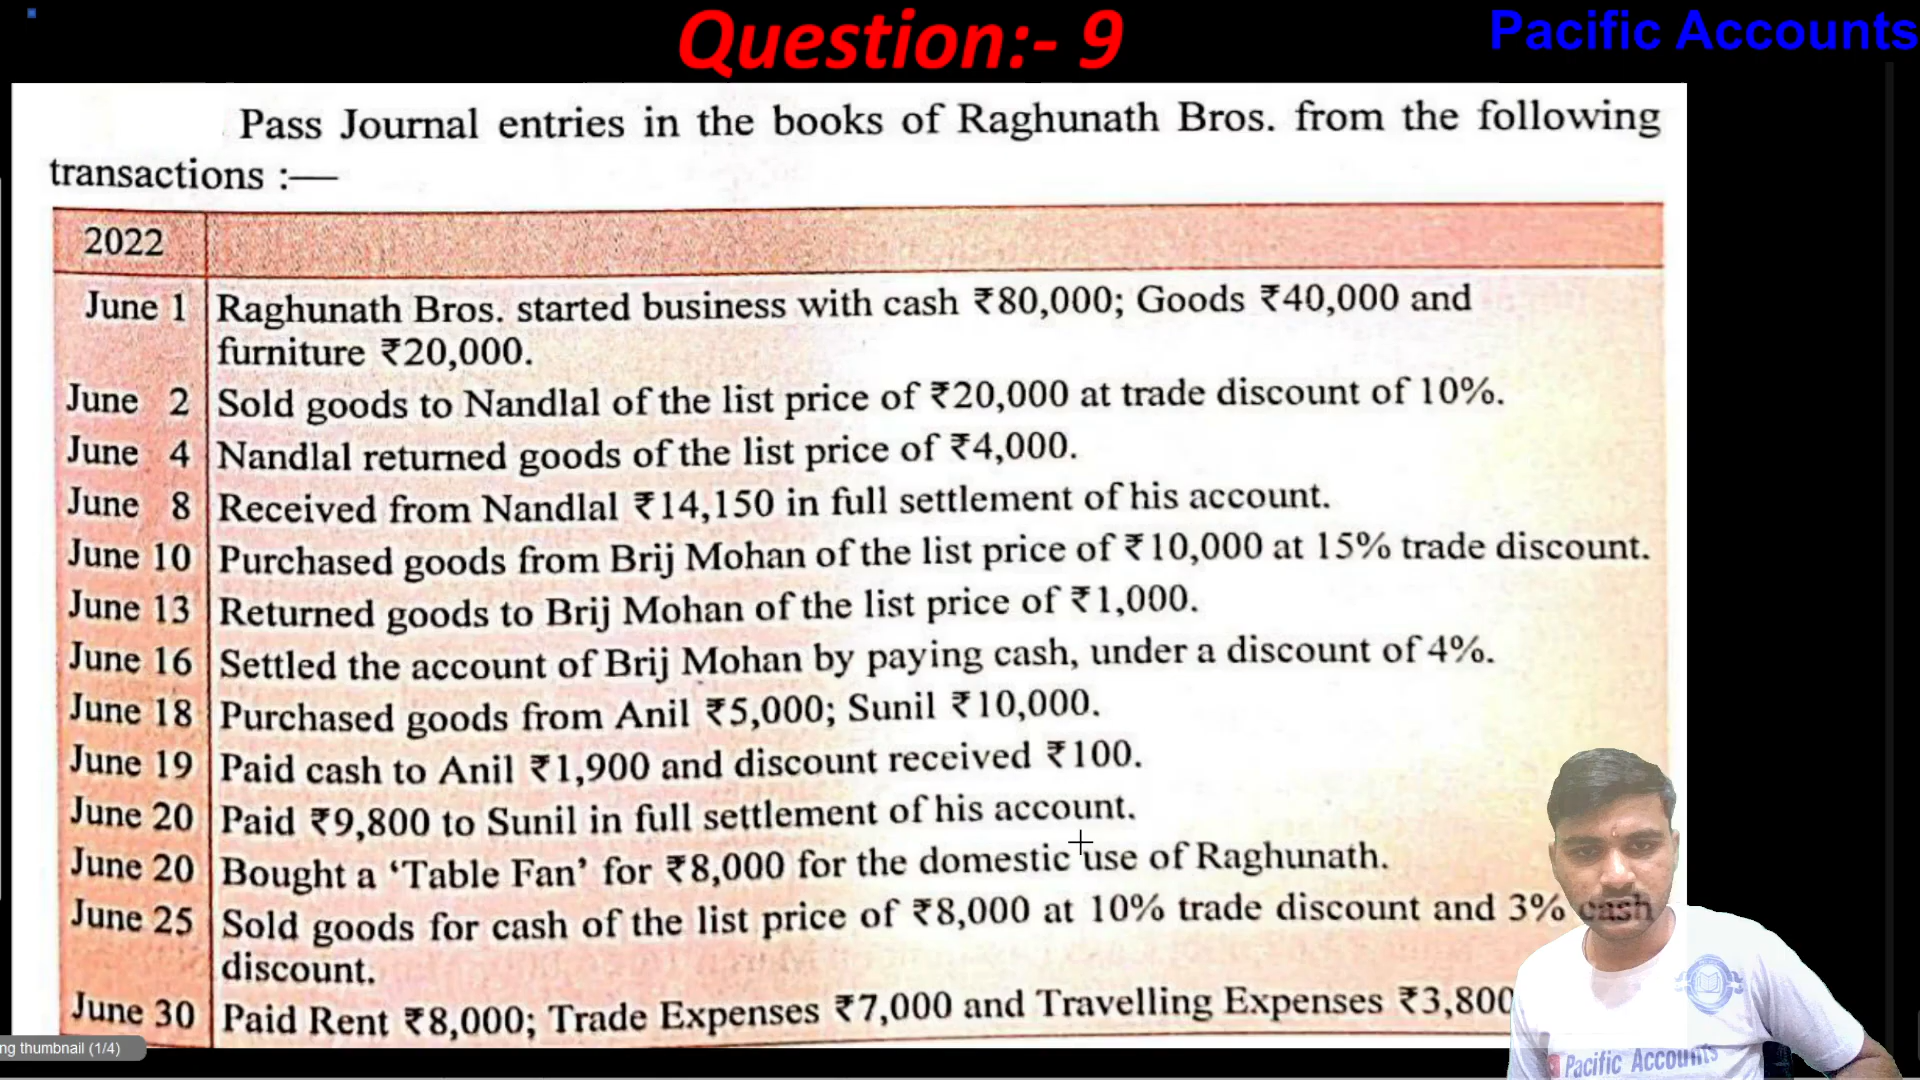 Question:- 9
Pacific Accounts
Pass Journal entries in the books of Raghunath Bros. from the following
transactions :—
2022
June 1 Raghunath Bros. started business with cash ₹80,000; Goods ₹40,000 and
furniture ₹20,000.
June 2 Sold goods to Nandlal of the list price of ₹20,000 at trade discount of 10%.
June 4 Nandlal returned goods of the list price of ₹4,000.
June 8 Received from Nandlal ₹14,150 in full settlement of his account.
June 10 Purchased goods from Brij Mohan of the list price of ₹10,000 at 15% trade discount.
June 13 Returned goods to Brij Mohan of the list price of ₹1,000.
June 16 Settled the account of Brij Mohan by paying cash, under a discount of 4%.
June 18 Purchased goods from Anil ₹5,000; Sunil ₹10,000.
June 19 Paid cash to Anil ₹1,900 and discount received ₹100.
June 20 Paid ₹9,800 to Sunil in full settlement of his account.
June 20 Bought a ‘Table Fan’ for ₹8,000 for the domestic use of Raghunath.
June 25 Sold goods for cash of the list price of ₹8,000 at 10% trade discount and 3% cash
discount.
June 30 Paid Rent ₹8,000; Trade Expenses ₹7,000 and Travelling Expenses ₹3,800
ng thumbnail (1/4)
Pacific Accounts